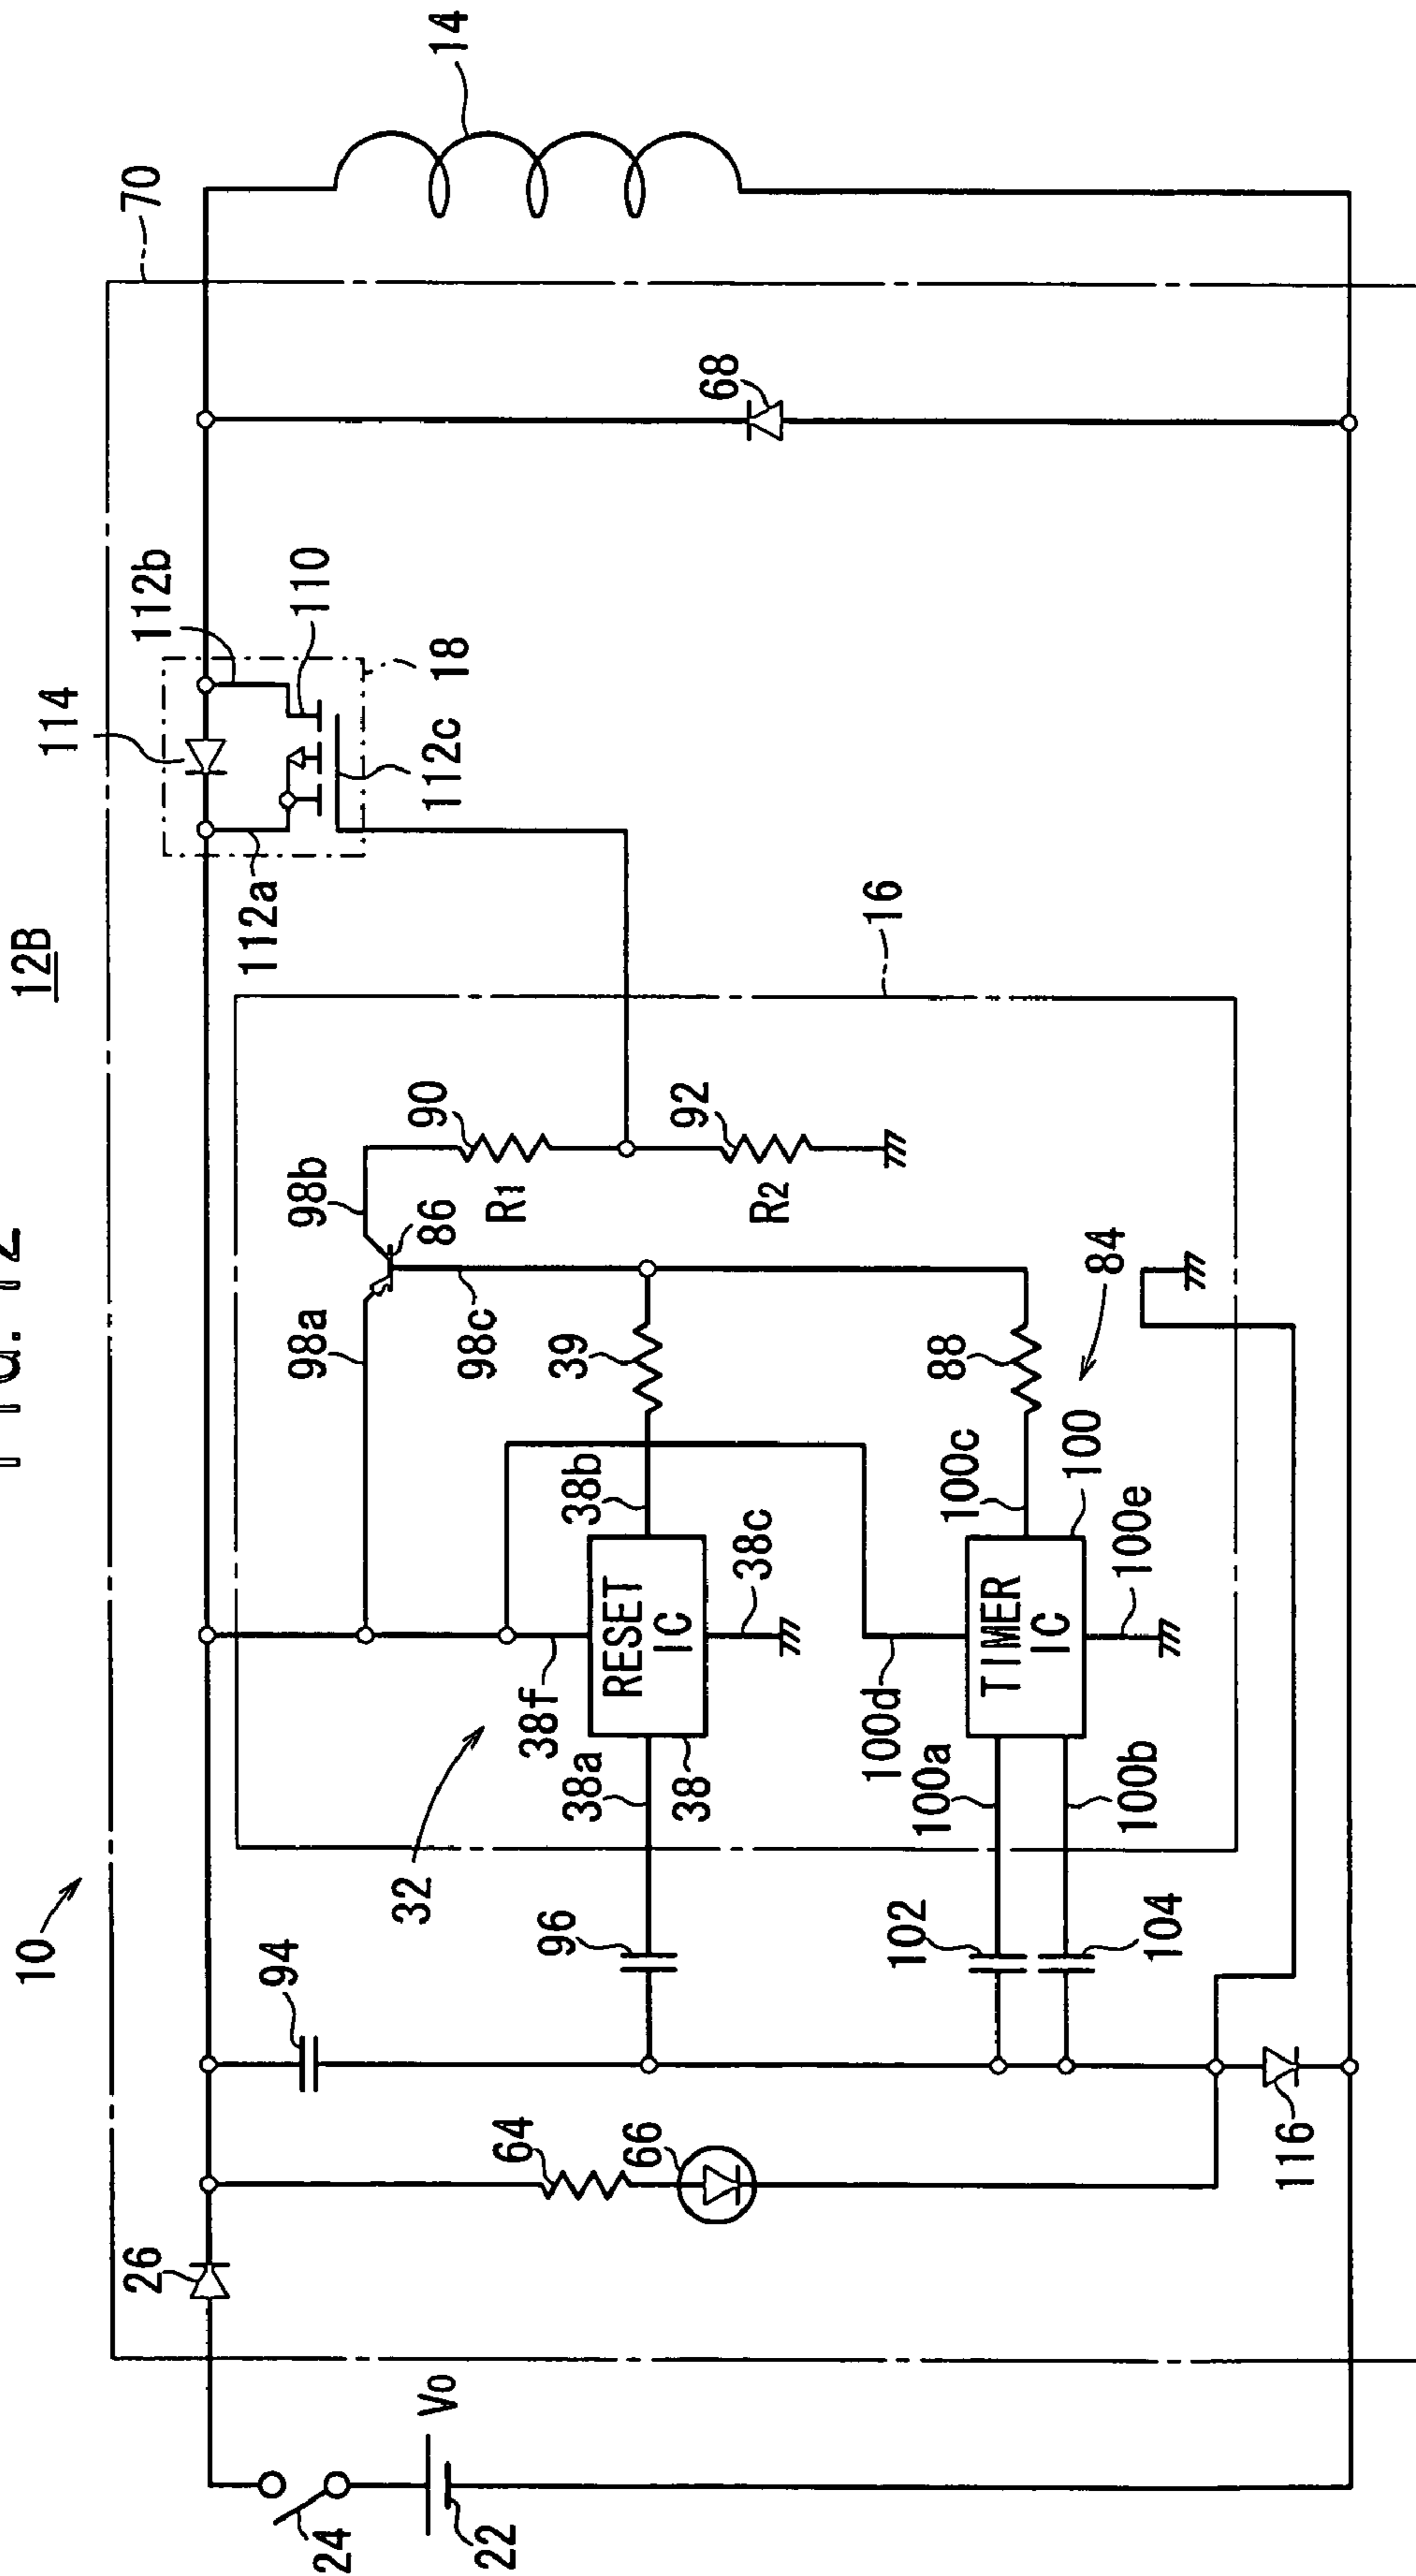 FIG. 12
12B
10
70
14
114
112b
110
18
112c
112a
68
16
90
R1
92
R2
98b
86
98a
98c
39
88
84
38b
38c
RESET
IC
38f
38a
38
32
100c
100
100e
TIMER
IC
100d
100a
100b
96
102
104
94
64
66
116
26
24
Vo
22